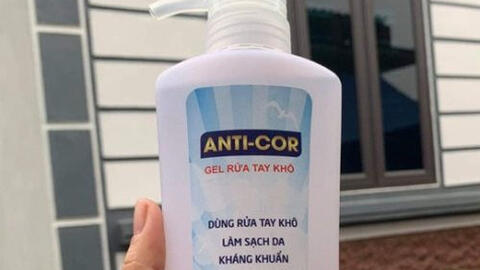 ANTI-COR
GEL RỬA TAY KHÔ
DÙNG RỬA TAY KHÔ
LÀM SẠCH DA
KHÁNG KHUẨN